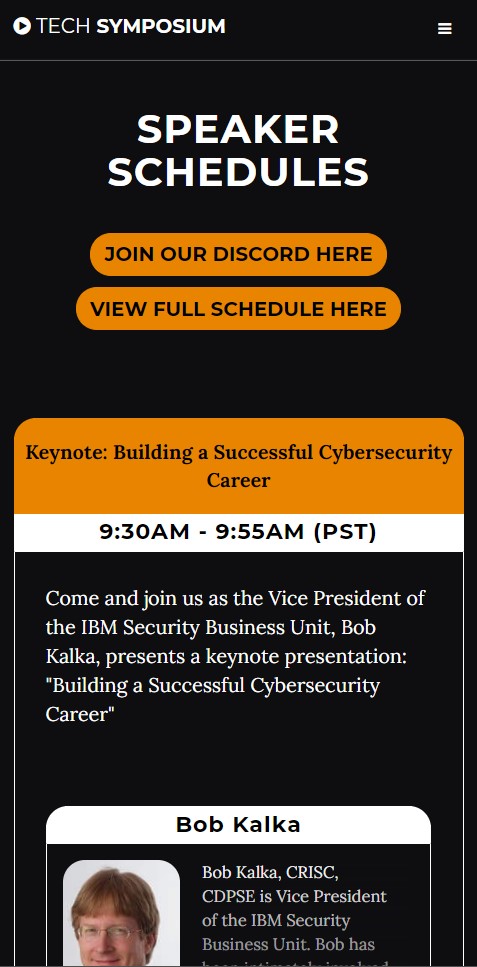 TECH SYMPOSIUM
SPEAKER
SCHEDULES
JOIN OUR DISCORD HERE
VIEW FULL SCHEDULE HERE
Keynote: Building a Successful Cybersecurity
Career
9:30AM - 9:55AM (PST)
Come and join us as the Vice President of
the IBM Security Business Unit, Bob
Kalka, presents a keynote presentation:
"Building a Successful Cybersecurity
Career"
Bob Kalka
Bob Kalka, CRISC,
CDPSE is Vice President
of the IBM Security
Business Unit. Bob has
been intimately involved